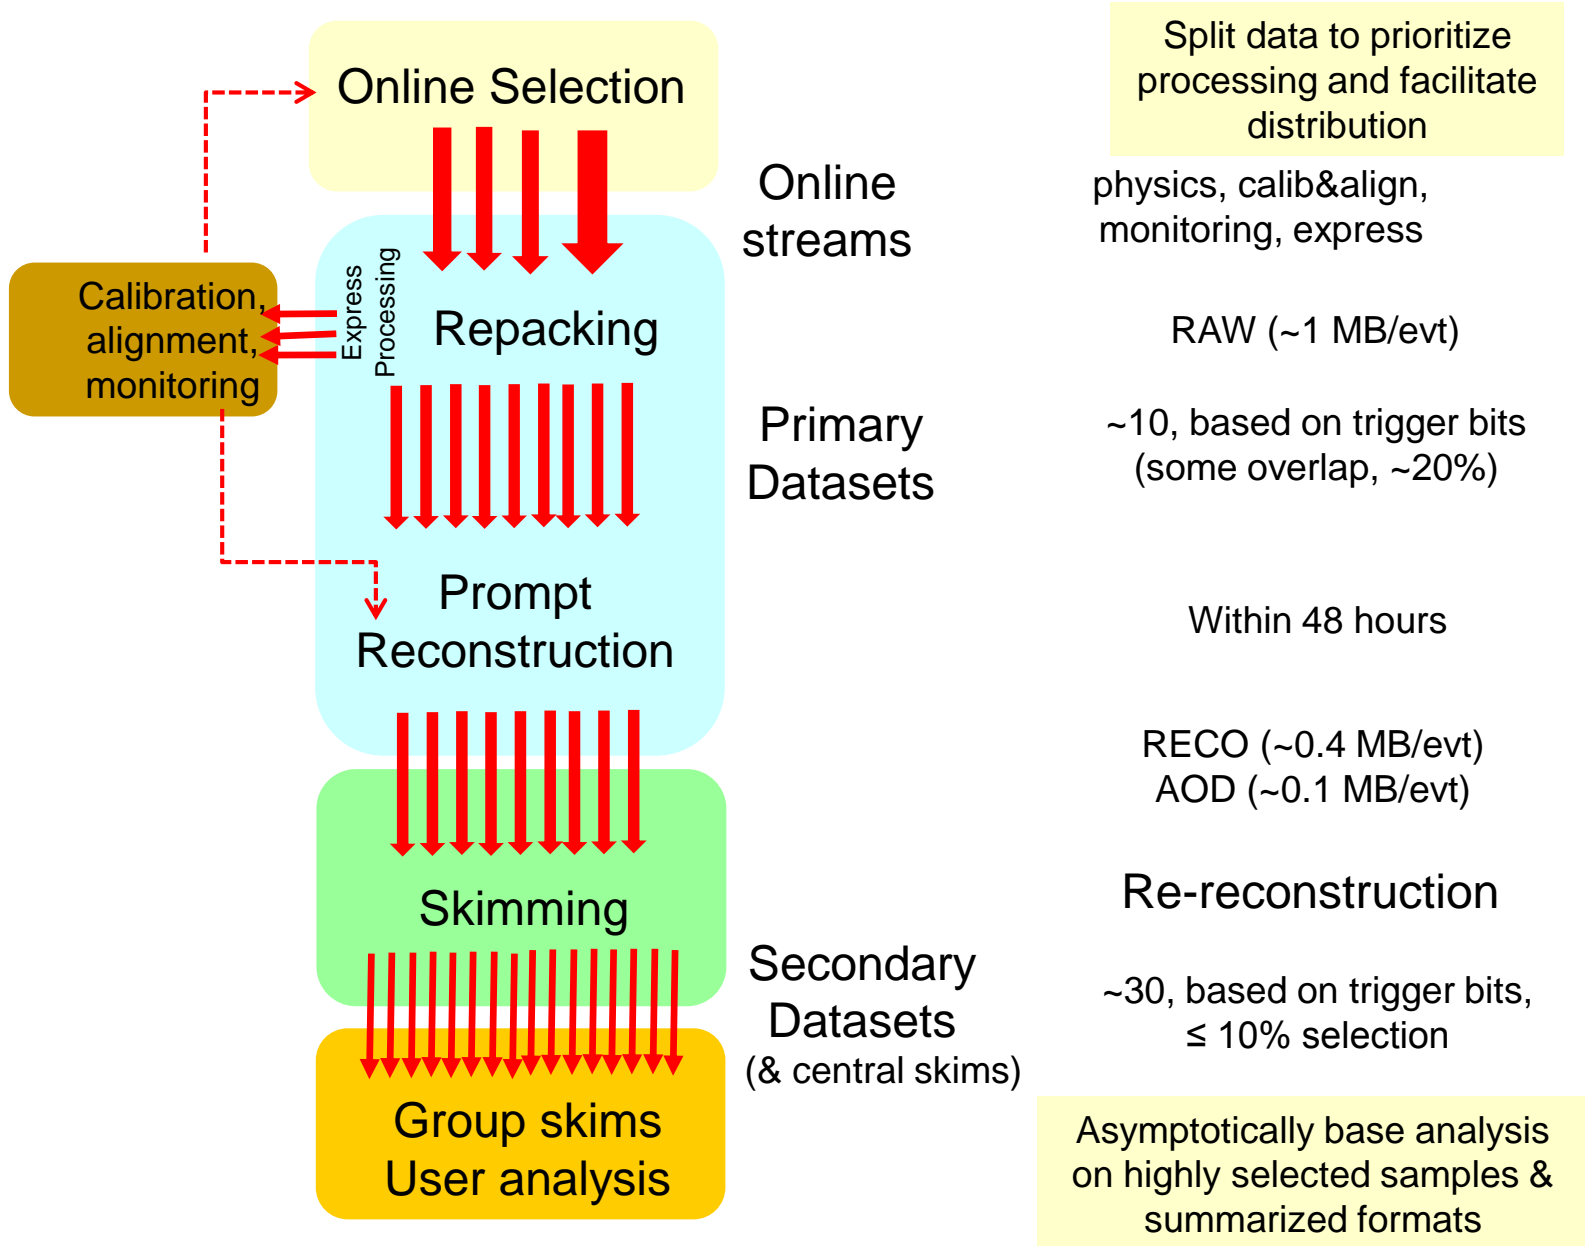 Online Selection
Split data to prioritize
processing and facilitate
distribution
Online
streams
physics, calib&align,
monitoring, express
Calibration,
alignment,
monitoring
Express
Processing
Repacking
RAW (~1 MB/evt)
Primary
Datasets
~10, based on trigger bits
(some overlap, ~20%)
Prompt
Reconstruction
Within 48 hours
RECO (~0.4 MB/evt)
AOD (~0.1 MB/evt)
Skimming
Re-reconstruction
Secondary
Datasets
(& central skims)
~30, based on trigger bits,
≤ 10% selection
Group skims
User analysis
Asymptotically base analysis
on highly selected samples &
summarized formats